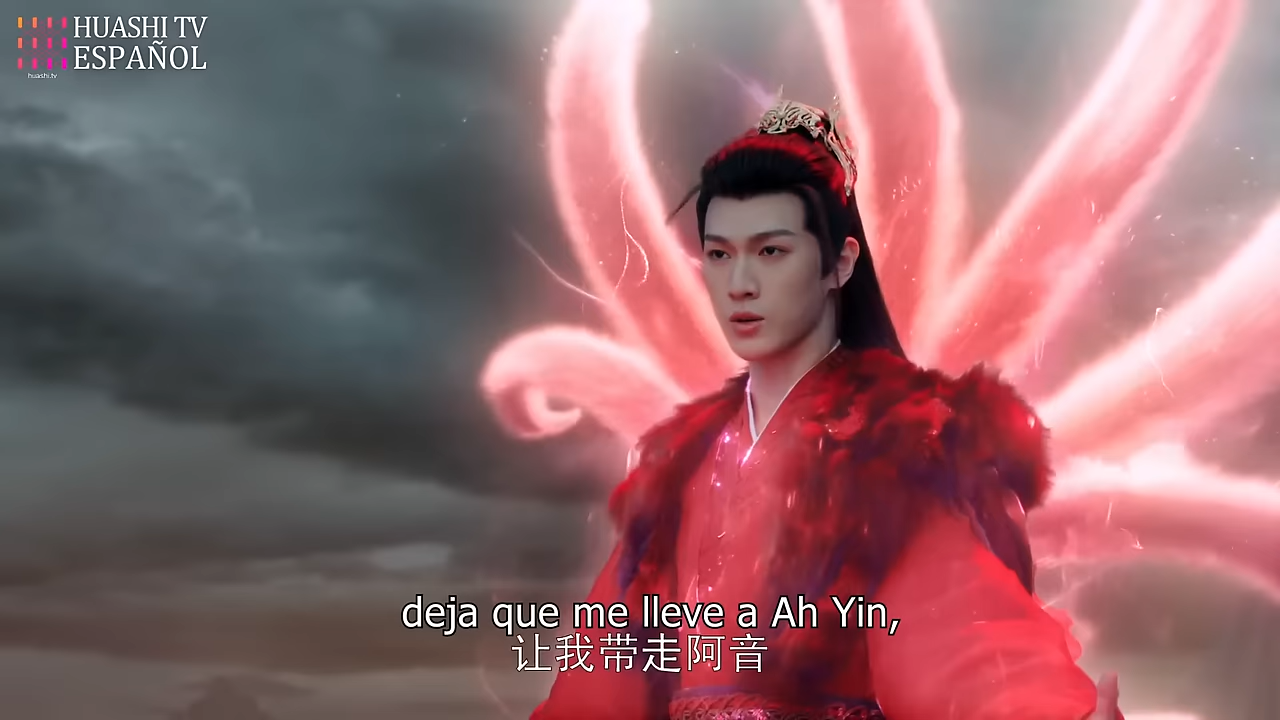 HUASHI TV
ESPAÑOL
huashi.tv
deja que me lleve a Ah Yin,
让我带走阿音